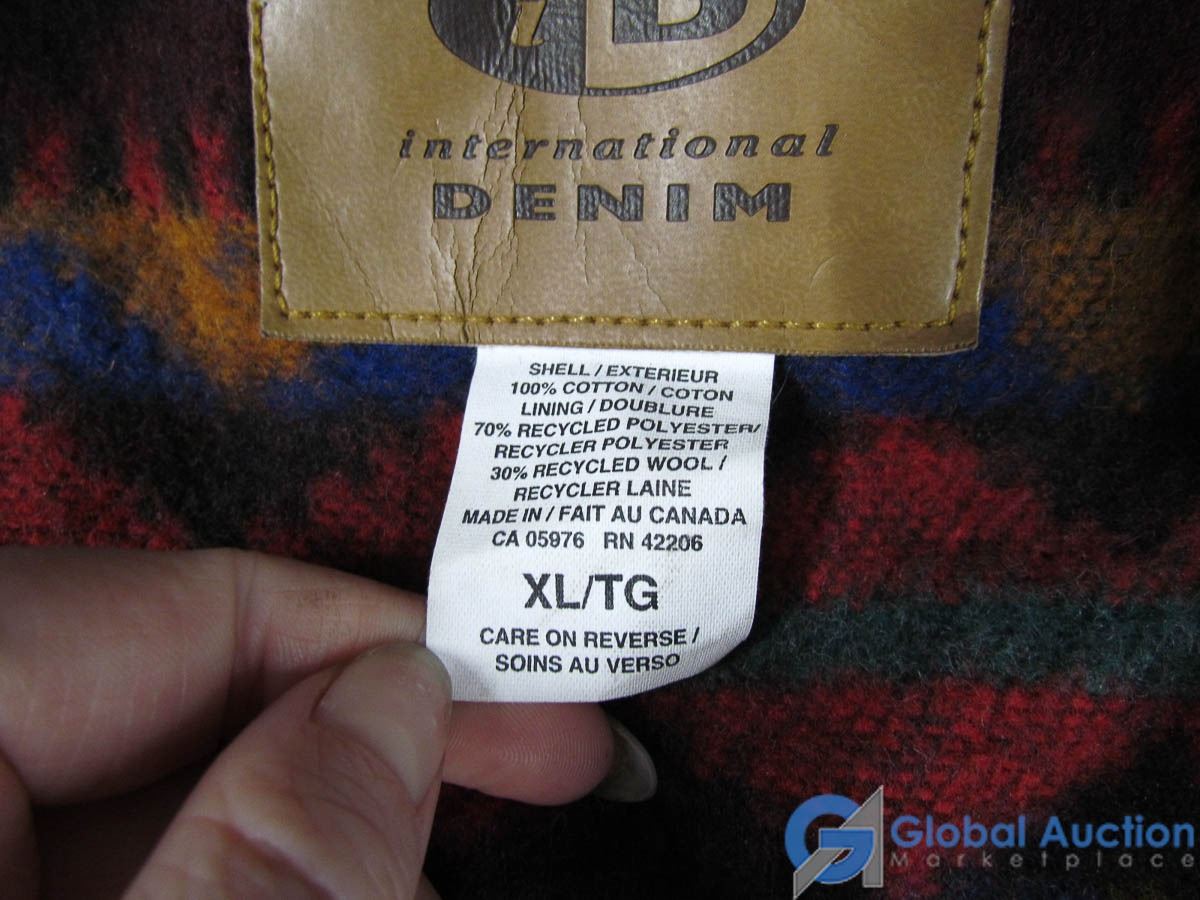 iD
international
DENIM
SHELL / EXTERIEUR
100% COTTON / COTON
LINING / DOUBLURE
70% RECYCLED POLYESTER/
RECYCLER POLYESTER
30% RECYCLED WOOL /
RECYCLER LAINE
MADE IN / FAIT AU CANADA
CA 05976 RN 42206
XL/TG
CARE ON REVERSE /
SOINS AU VERSO
Global Auction
Marketplace